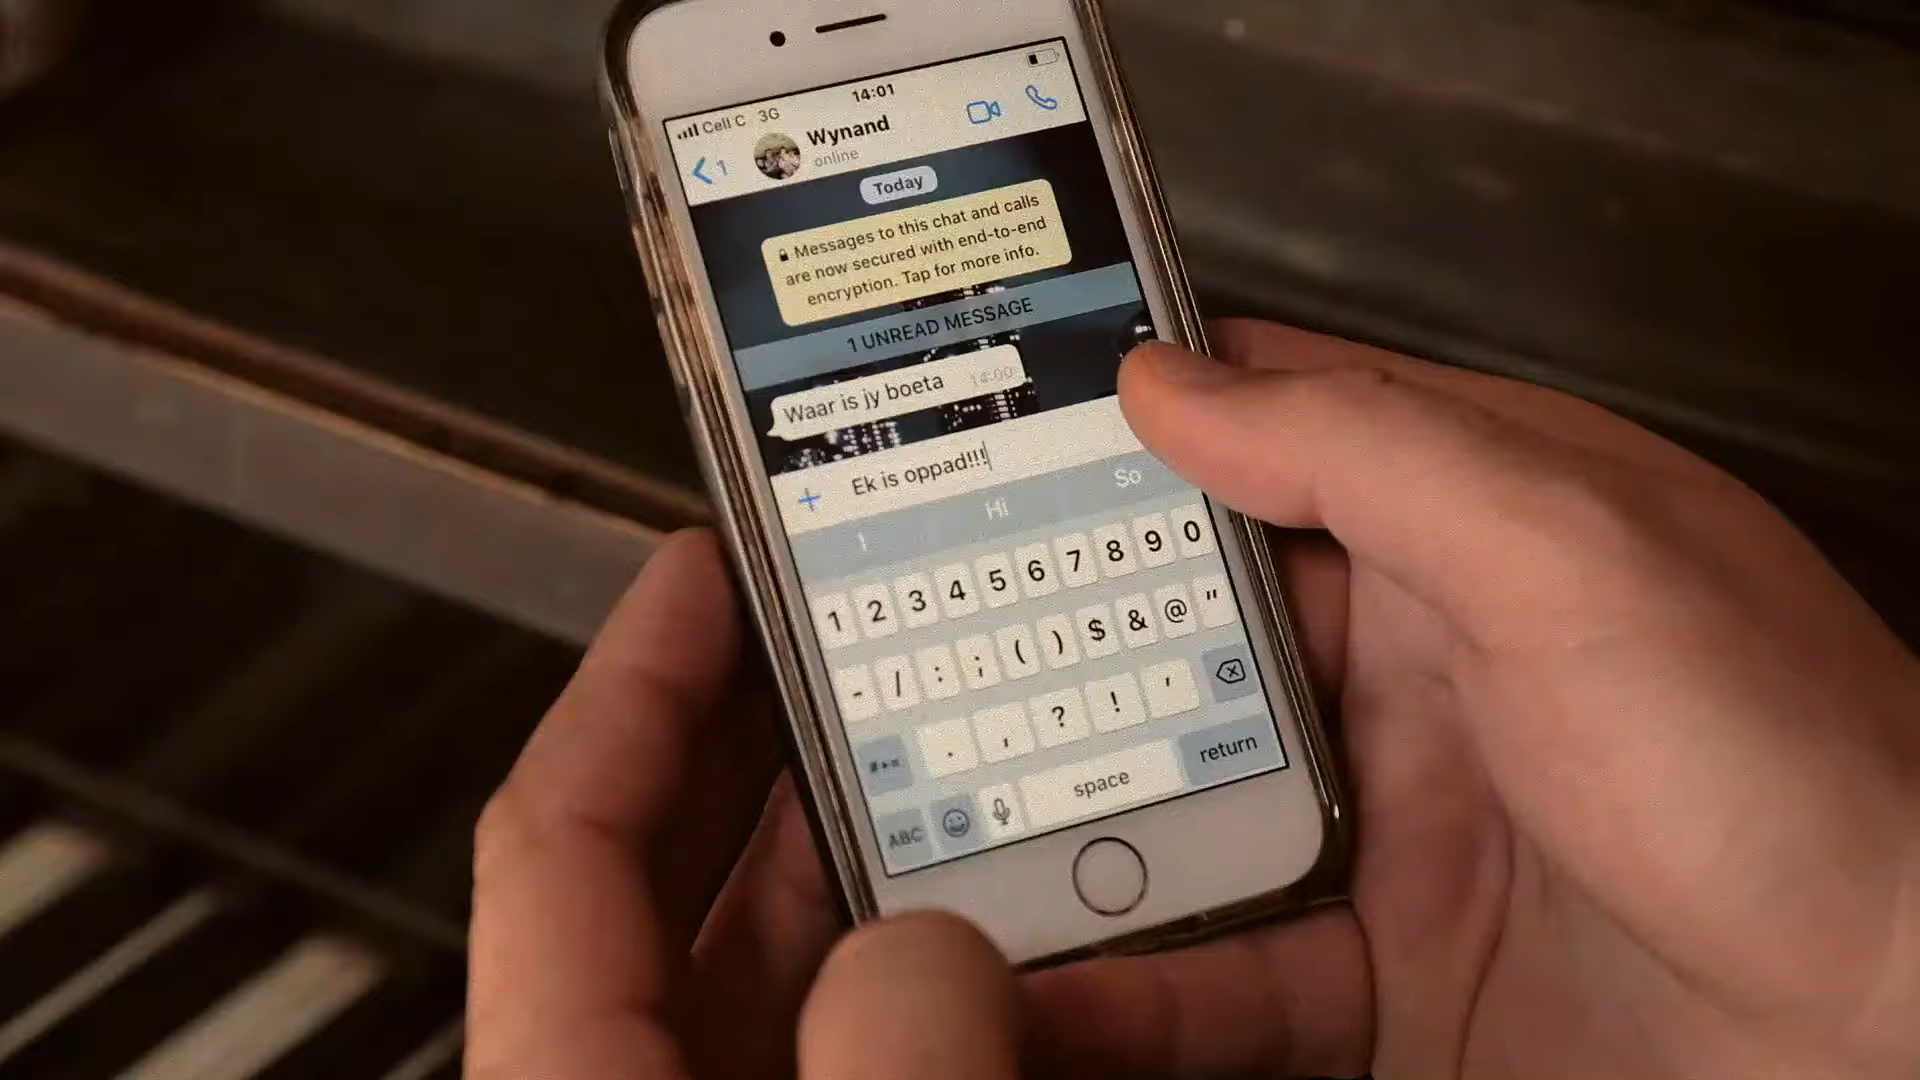 Cell C 3G
14:01
1
Wynand
online
Today
Messages to this chat and calls
are now secured with end-to-end
encryption. Tap for more info.
1 UNREAD MESSAGE
Waar is jy boeta 14:00
Ek is oppad!!!
! Hi So
1 2 3 4 5 6 7 8 9 0
- / : ; ( ) $ & @ "
#+= . , ? ! '
ABC space return